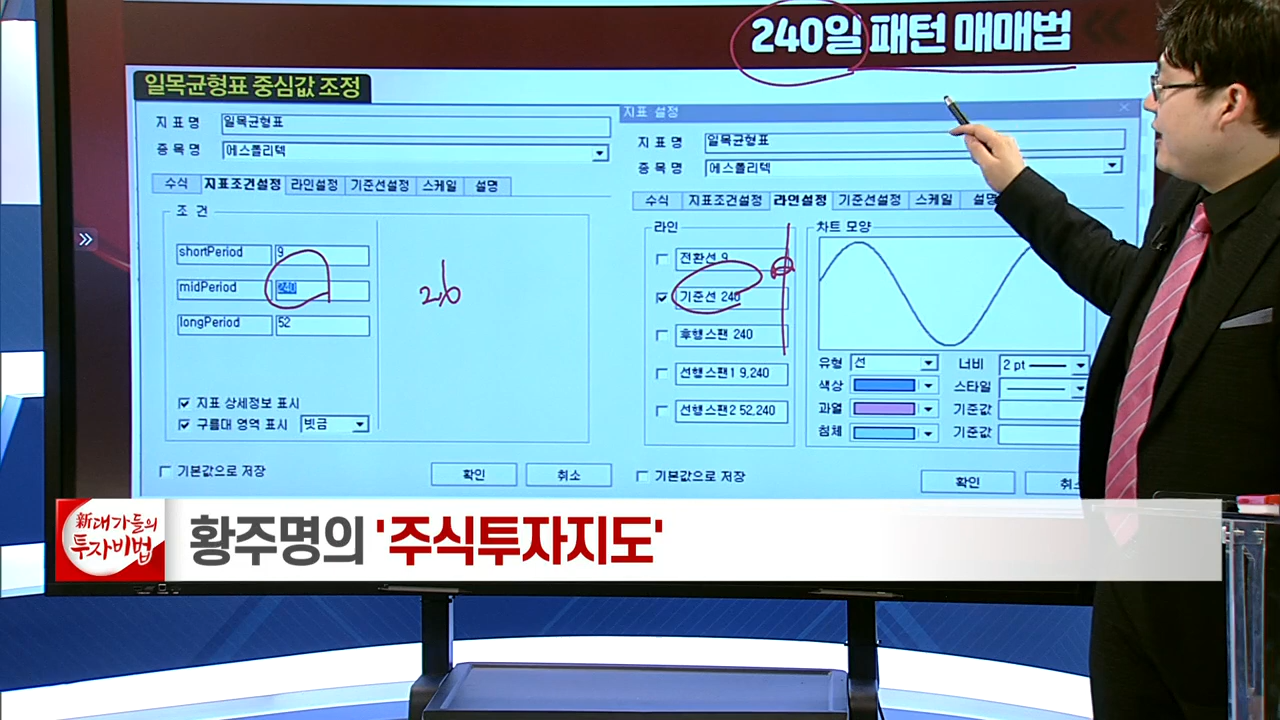 240일 패턴 매매법
일목균형표 중심값 조정
지표명 일목균형표
종목명 에스폴리텍
수식 지표조건설정 라인설정 기준선설정 스케일 설명
조 건
shortPeriod 9
midPeriod 240
longPeriod 52
26
지표 상세정보 표시
구름대 영역 표시 빗금
기본값으로 저장
확인 취소
지표 설정
지표명 일목균형표
종목명 에스폴리텍
수식 지표조건설정 라인설정 기준선설정 스케일 설명
라인
전환선 9
기준선 240
후행스팬 240
선행스팬1 9,240
선행스팬2 52,240
차트 모양
유형 선 너비 2 pt
색상 스타일
과열 기준값
침체 기준값
기본값으로 저장
확인 취소
新대가들의
투자비법
황주명의 '주식투자지도'